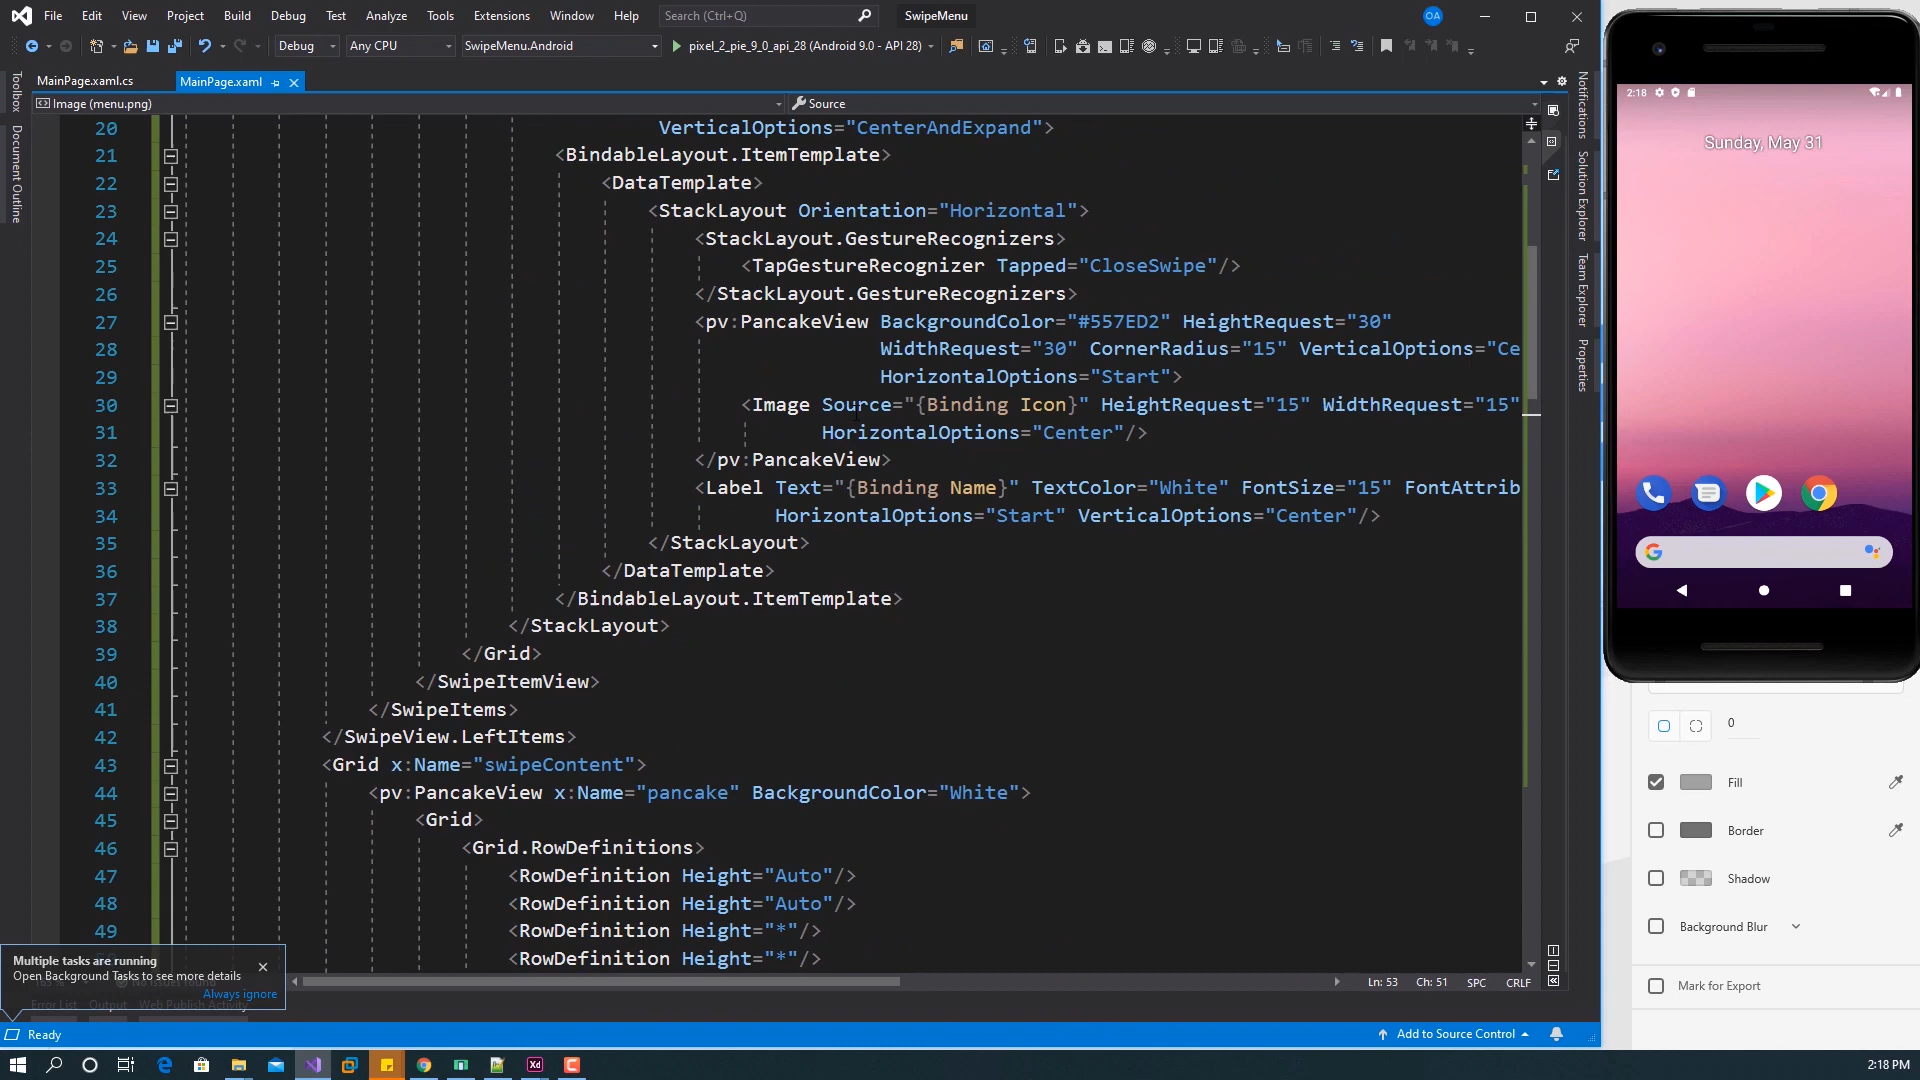 File Edit View Project Build Debug Test Analyze Tools Extensions Window Help Search (Ctrl+Q) SwipeMenu OA
Debug Any CPU SwipeMenu.Android pixel_2_pie_9_0_api_28 (Android 9.0 - API 28)
MainPage.xaml.cs MainPage.xaml
Image (menu.png) Source
Toolbox
Document Outline
20 VerticalOptions="CenterAndExpand">
21 <BindableLayout.ItemTemplate>
22 <DataTemplate>
23 <StackLayout Orientation="Horizontal">
24 <StackLayout.GestureRecognizers>
25 <TapGestureRecognizer Tapped="CloseSwipe"/>
26 </StackLayout.GestureRecognizers>
27 <pv:PancakeView BackgroundColor="#557ED2" HeightRequest="30"
28 WidthRequest="30" CornerRadius="15" VerticalOptions="Ce
29 HorizontalOptions="Start">
30 <Image Source="{Binding Icon}" HeightRequest="15" WidthRequest="15"
31 HorizontalOptions="Center"/>
32 </pv:PancakeView>
33 <Label Text="{Binding Name}" TextColor="White" FontSize="15" FontAttrib
34 HorizontalOptions="Start" VerticalOptions="Center"/>
35 </StackLayout>
36 </DataTemplate>
37 </BindableLayout.ItemTemplate>
38 </StackLayout>
39 </Grid>
40 </SwipeItemView>
41 </SwipeItems>
42 </SwipeView.LeftItems>
43 <Grid x:Name="swipeContent">
44 <pv:PancakeView x:Name="pancake" BackgroundColor="White">
45 <Grid>
46 <Grid.RowDefinitions>
47 <RowDefinition Height="Auto"/>
48 <RowDefinition Height="Auto"/>
49 <RowDefinition Height="*"/>
<RowDefinition Height="*"/>
Notifications
Solution Explorer
Team Explorer
Properties
Multiple tasks are running
Open Background Tasks to see more details
Always ignore
Error List Output Web Publish Activity
Ln: 53 Ch: 51 SPC CRLF
Ready Add to Source Control
2:18
Sunday, May 31
0
Fill
Border
Shadow
Background Blur
Mark for Export
Xd
2:18 PM